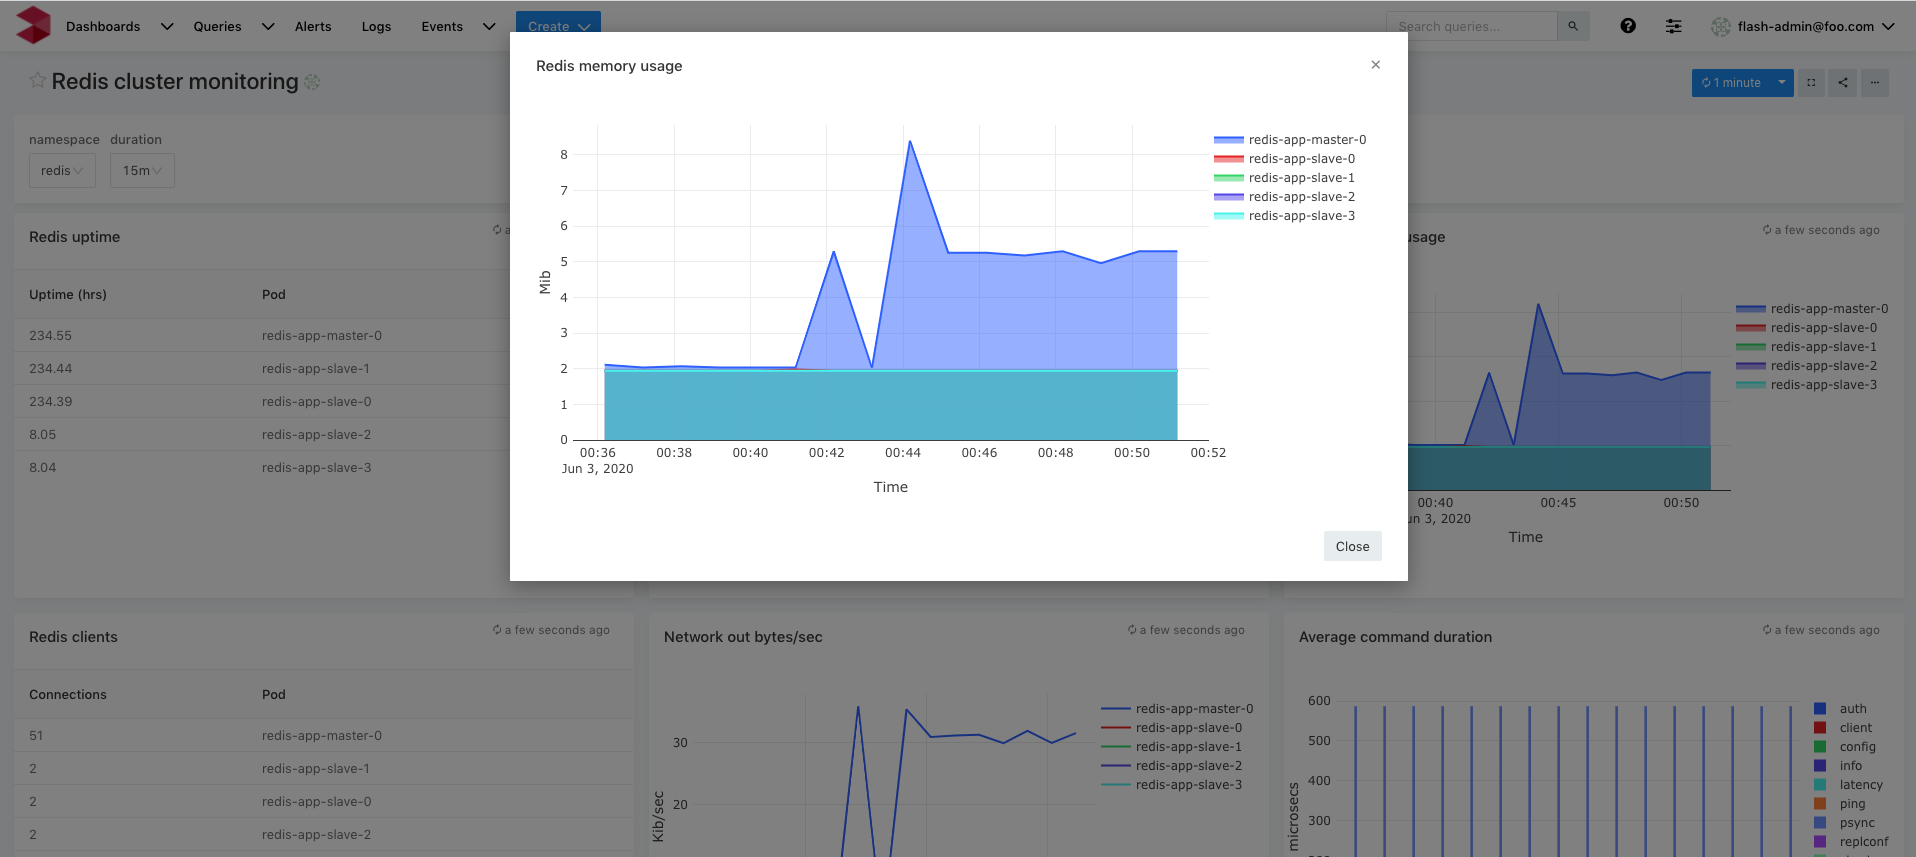 Dashboards Queries Alerts Logs Events Create Search queries... flash-admin@foo.com
Redis cluster monitoring 1 minute
namespace duration
redis 15m
Redis uptime
Uptime (hrs) Pod
234.55 redis-app-master-0
234.44 redis-app-slave-1
234.39 redis-app-slave-0
8.05 redis-app-slave-2
8.04 redis-app-slave-3
Redis memory usage ×
8
7
6
5
4
3
2
1
0
Mib
00:36 00:38 00:40 00:42 00:44 00:46 00:48 00:50 00:52
Jun 3, 2020
Time
redis-app-master-0
redis-app-slave-0
redis-app-slave-1
redis-app-slave-2
redis-app-slave-3
Close
usage a few seconds ago
redis-app-master-0
redis-app-slave-0
redis-app-slave-1
redis-app-slave-2
redis-app-slave-3
00:40 00:45 00:50
un 3, 2020
Time
Redis clients a few seconds ago
Connections Pod
51 redis-app-master-0
2 redis-app-slave-1
2 redis-app-slave-0
2 redis-app-slave-2
Network out bytes/sec a few seconds ago
30
20
Kib/sec
redis-app-master-0
redis-app-slave-0
redis-app-slave-1
redis-app-slave-2
redis-app-slave-3
Average command duration a few seconds ago
600
500
400
300
microsecs
auth
client
config
info
latency
ping
psync
replconf